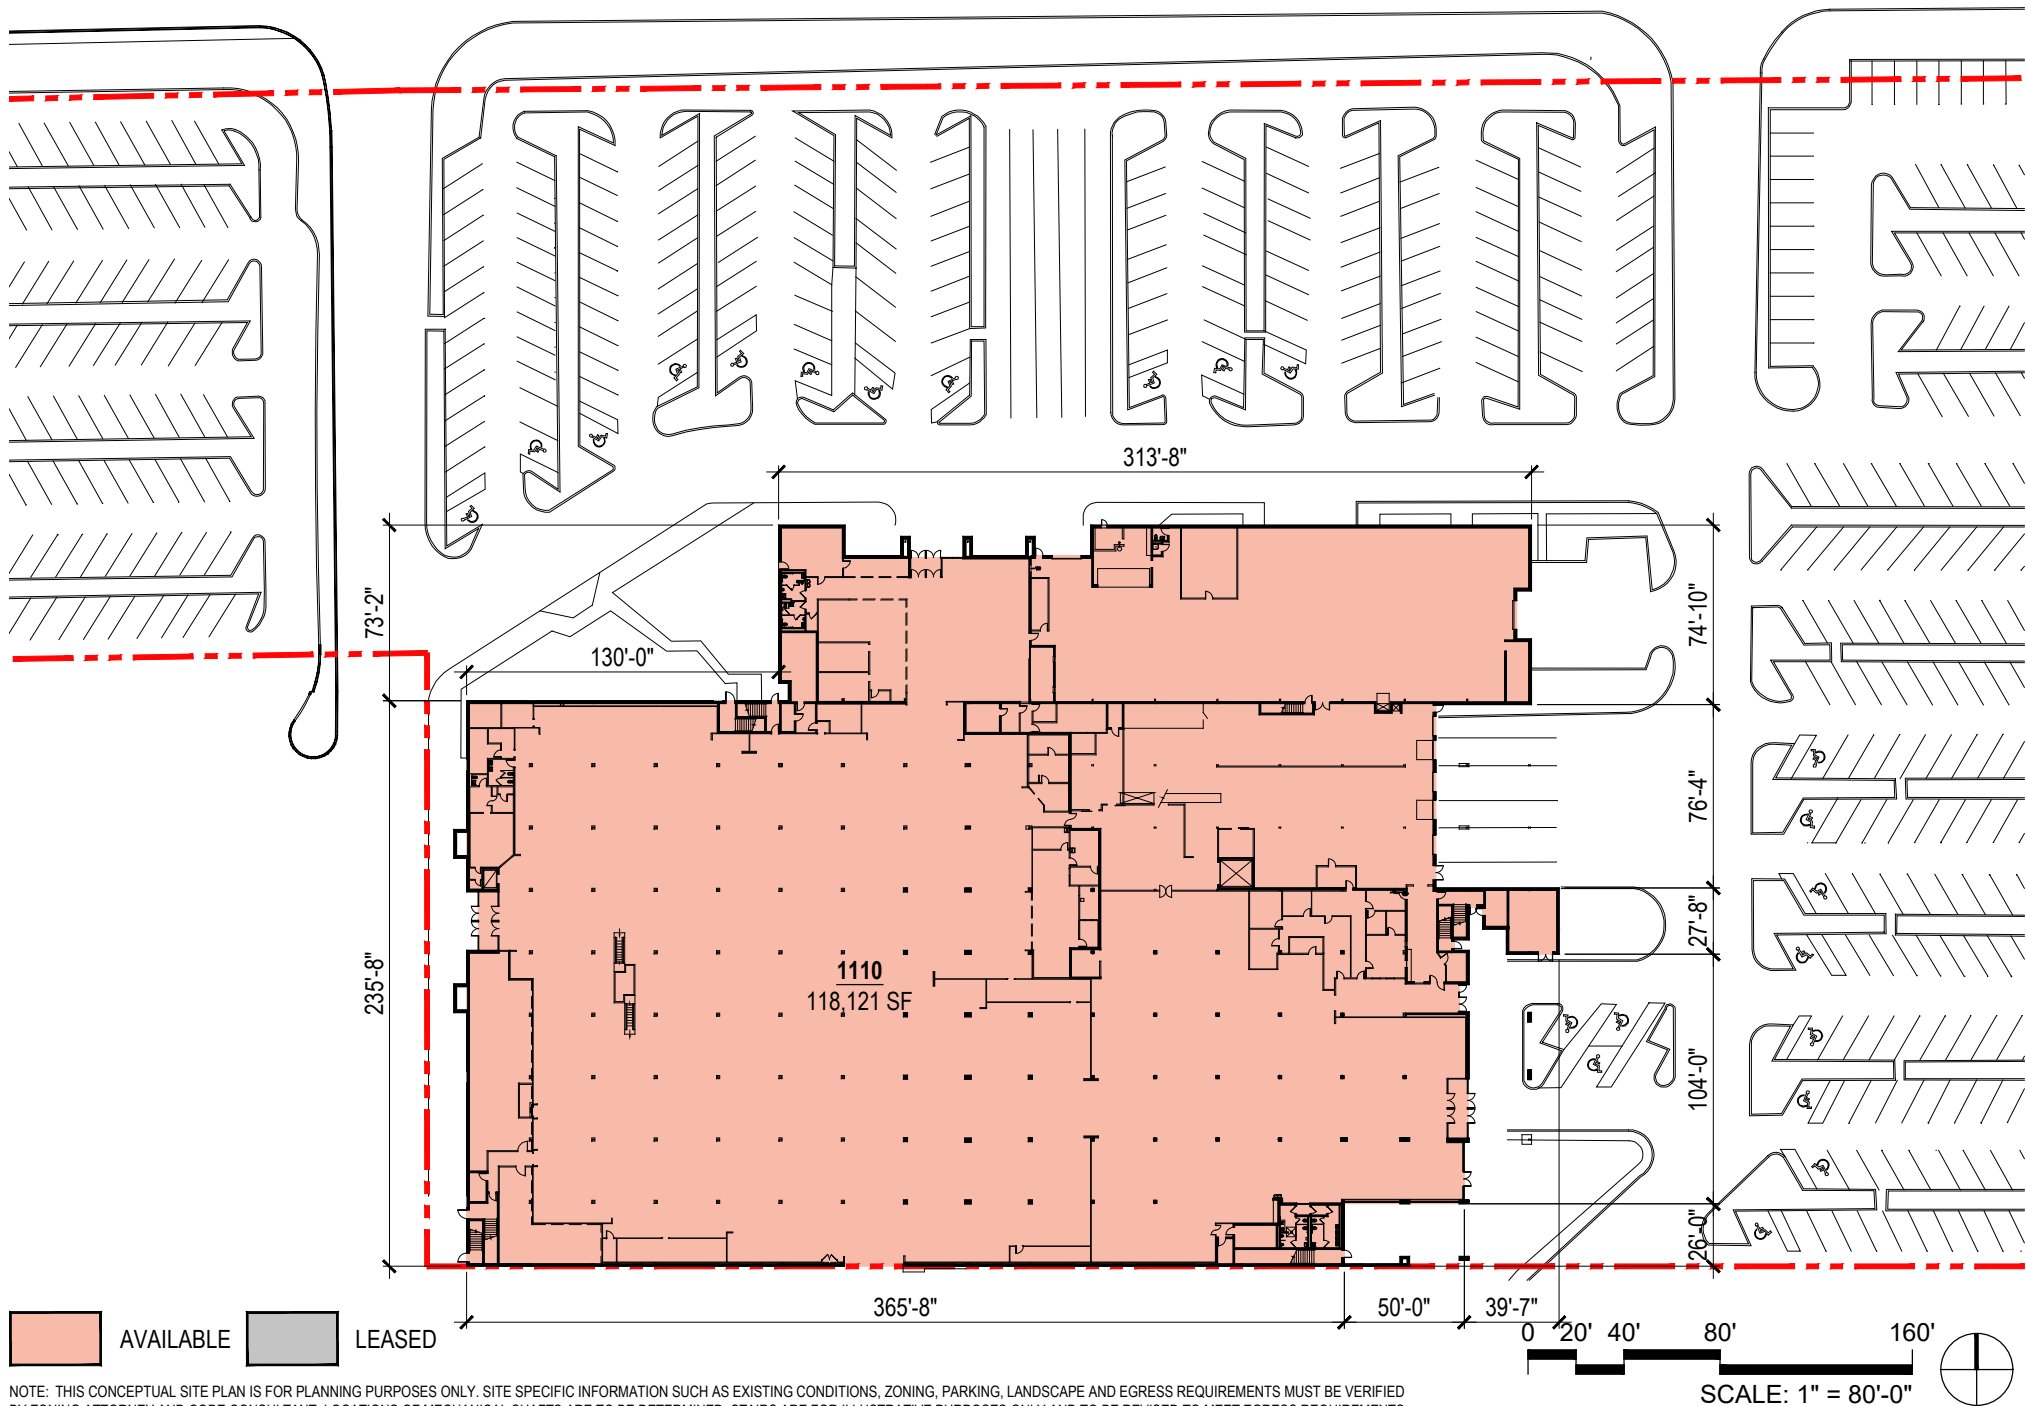 313'-8"
73'-2"
130'-0"
74'-10"
76'-4"
27'-8"
235'-8"
1110
118,121 SF
104'-0"
26'-0"
365'-8"
50'-0"
39'-7"
AVAILABLE
LEASED
0 20' 40' 80' 160'
SCALE: 1" = 80'-0"
NOTE: THIS CONCEPTUAL SITE PLAN IS FOR PLANNING PURPOSES ONLY. SITE SPECIFIC INFORMATION SUCH AS EXISTING CONDITIONS, ZONING, PARKING, LANDSCAPE AND EGRESS REQUIREMENTS MUST BE VERIFIED